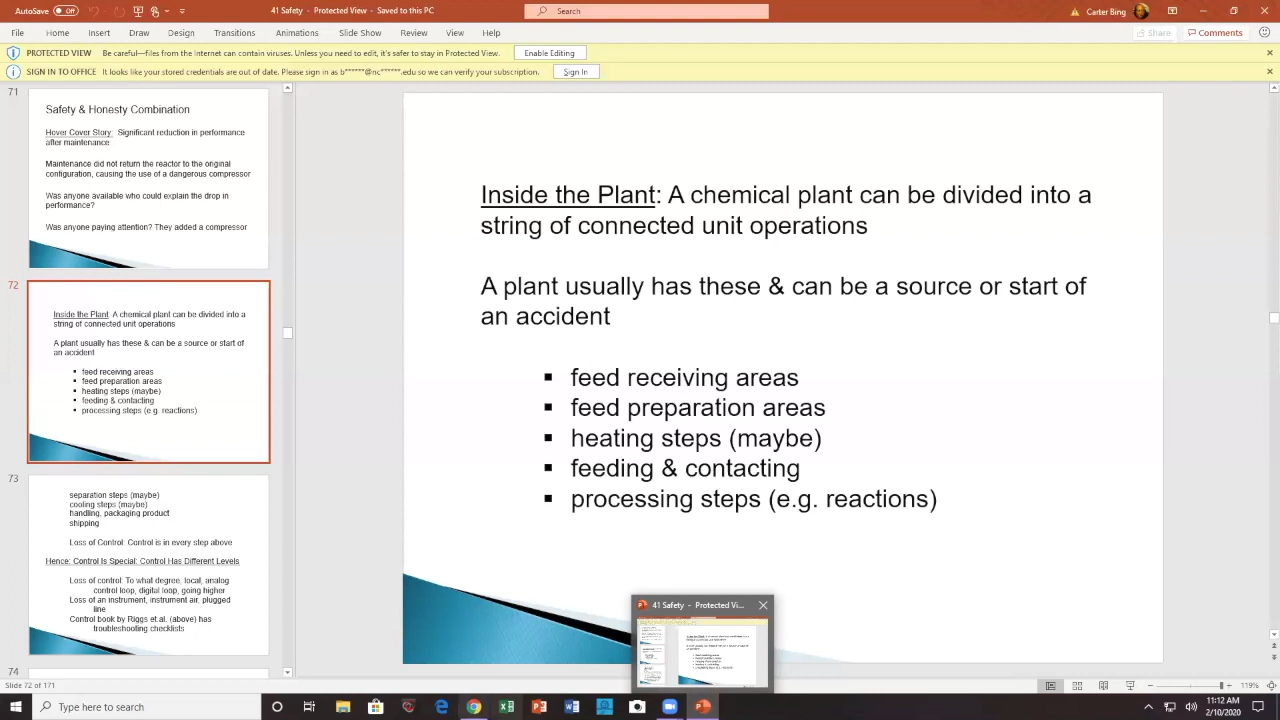 AutoSave
Off
41 Safety - Protected View - Saved to this PC
Search
Carter Bing
File
Home
Insert
Draw
Design
Transitions
Animations
Slide Show
Review
View
Help
Share
Comments
PROTECTED VIEW
Be careful—files from the Internet can contain viruses. Unless you need to edit, it's safer to stay in Protected View.
Enable Editing
SIGN IN TO OFFICE
It looks like your stored credentials are out of date. Please sign in as b******@nc******.edu so we can verify your subscription.
Sign In
71
Safety & Honesty Combination
Hover Cover Story: Significant reduction in performance
after maintenance
Maintenance did not return the reactor to the original
configuration, causing the use of a dangerous compressor
Was anyone available who could explain the drop in
performance?
Was anyone paying attention? They added a compressor
72
Inside the Plant: A chemical plant can be divided into a
string of connected unit operations
A plant usually has these & can be a source or start of
an accident
▪ feed receiving areas
▪ feed preparation areas
▪ heating steps (maybe)
▪ feeding & contacting
▪ processing steps (e.g. reactions)
73
separation steps (maybe)
cooling steps (maybe)
handling, packaging product
shipping
Loss of Control: Control is in every step above
Hence: Control Is Special: Control Has Different Levels
Loss of control: To what degree, local, analog
control loop, digital loop, going higher
Loss of an instrument, instrument air, plugged
line
Control book by Riggs et.al. (above) has
troubleshooting checklists
Inside the Plant: A chemical plant can be divided into a
string of connected unit operations
A plant usually has these & can be a source or start of
an accident
▪ feed receiving areas
▪ feed preparation areas
▪ heating steps (maybe)
▪ feeding & contacting
▪ processing steps (e.g. reactions)
41 Safety - Protected Vi...
Slide 72 of 171
119%
Type here to search
11:12 AM
2/10/2020